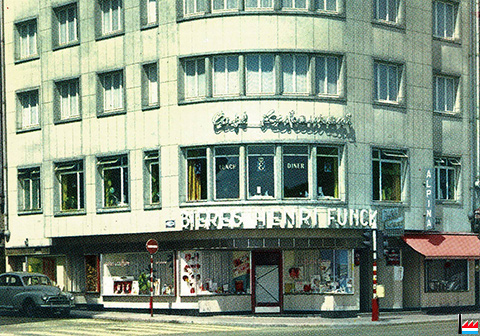 Café Restaurant
LUNCH
DINER
BIERES HENRI FUNCK
ALPINA